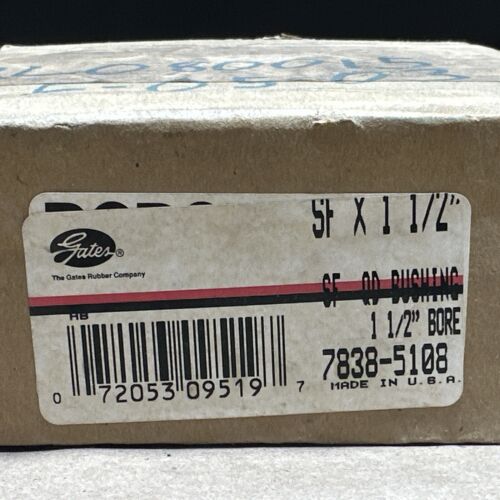 SF X 1 1/2"
Gates®
The Gates Rubber Company
SF QD BUSHING
HB
1 1/2" BORE
7838-5108
MADE IN U.S.A.
0 72053 09519 7